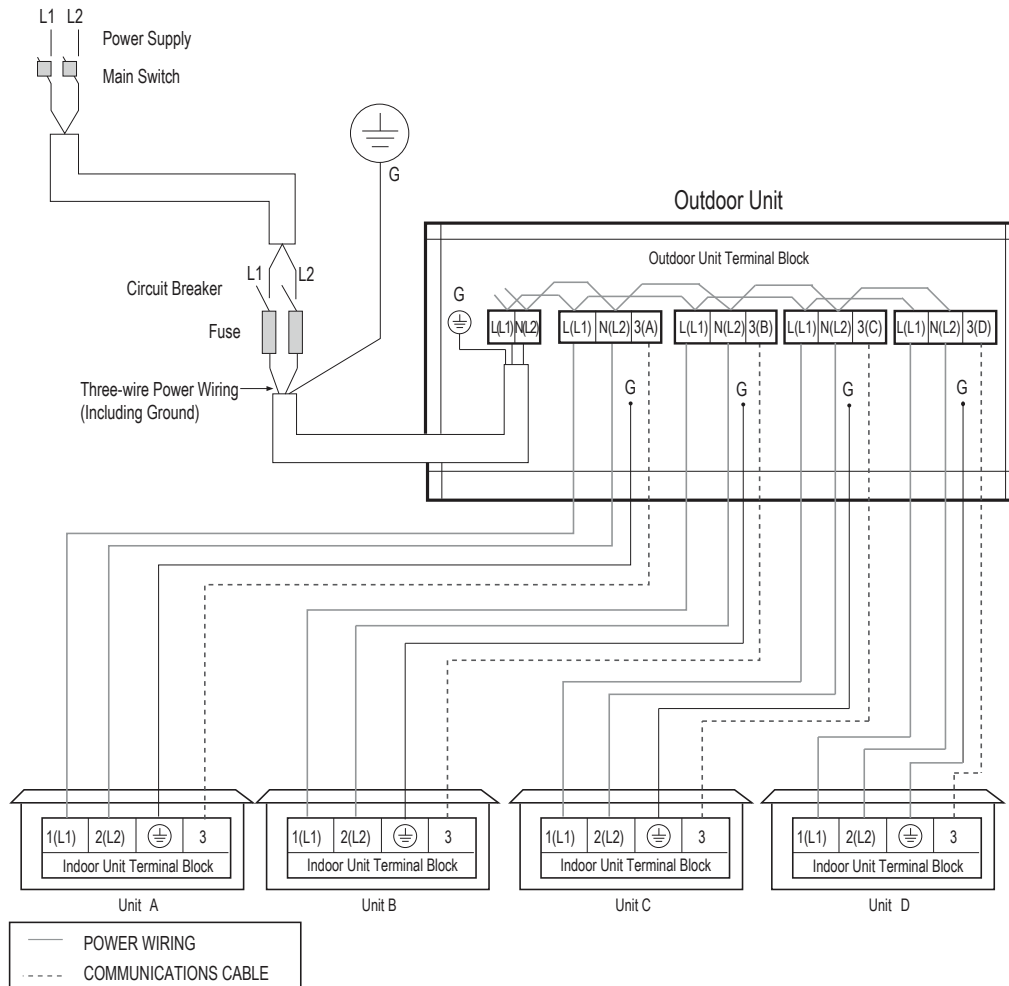 L1 L2
Power Supply
Main Switch
G
Outdoor Unit
Outdoor Unit Terminal Block
L1 L2
Circuit Breaker
Fuse
Three-wire Power Wiring
(Including Ground)
G
L(L1) N(L2) L(L1) N(L2) 3(A) L(L1) N(L2) 3(B) L(L1) N(L2) 3(C) L(L1) N(L2) 3(D)
G G G G
1(L1) 2(L2) 3 1(L1) 2(L2) 3 1(L1) 2(L2) 3 1(L1) 2(L2) 3
Indoor Unit Terminal Block Indoor Unit Terminal Block Indoor Unit Terminal Block Indoor Unit Terminal Block
Unit A Unit B Unit C Unit D
POWER WIRING
COMMUNICATIONS CABLE